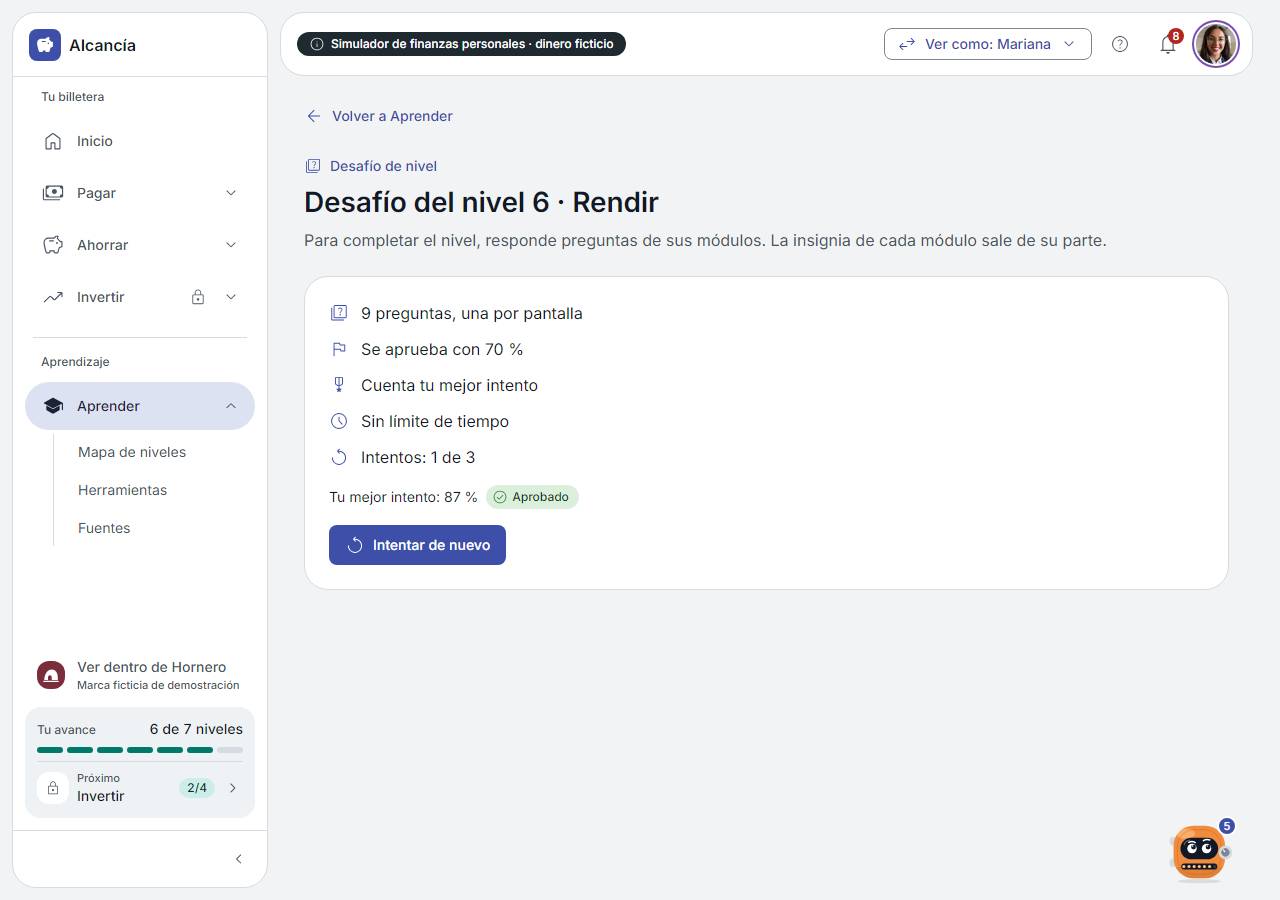 Alcancía
Simulador de finanzas personales · dinero ficticio
Ver como: Mariana
8
Tu billetera
Inicio
Pagar
Ahorrar
Invertir
Aprendizaje
Aprender
Mapa de niveles
Herramientas
Fuentes
Ver dentro de Hornero
Marca ficticia de demostración
Tu avance
6 de 7 niveles
Próximo
Invertir
2/4
Volver a Aprender
Desafío de nivel
Desafío del nivel 6 · Rendir
Para completar el nivel, responde preguntas de sus módulos. La insignia de cada módulo sale de su parte.
9 preguntas, una por pantalla
Se aprueba con 70 %
Cuenta tu mejor intento
Sin límite de tiempo
Intentos: 1 de 3
Tu mejor intento: 87 %
Aprobado
Intentar de nuevo
5